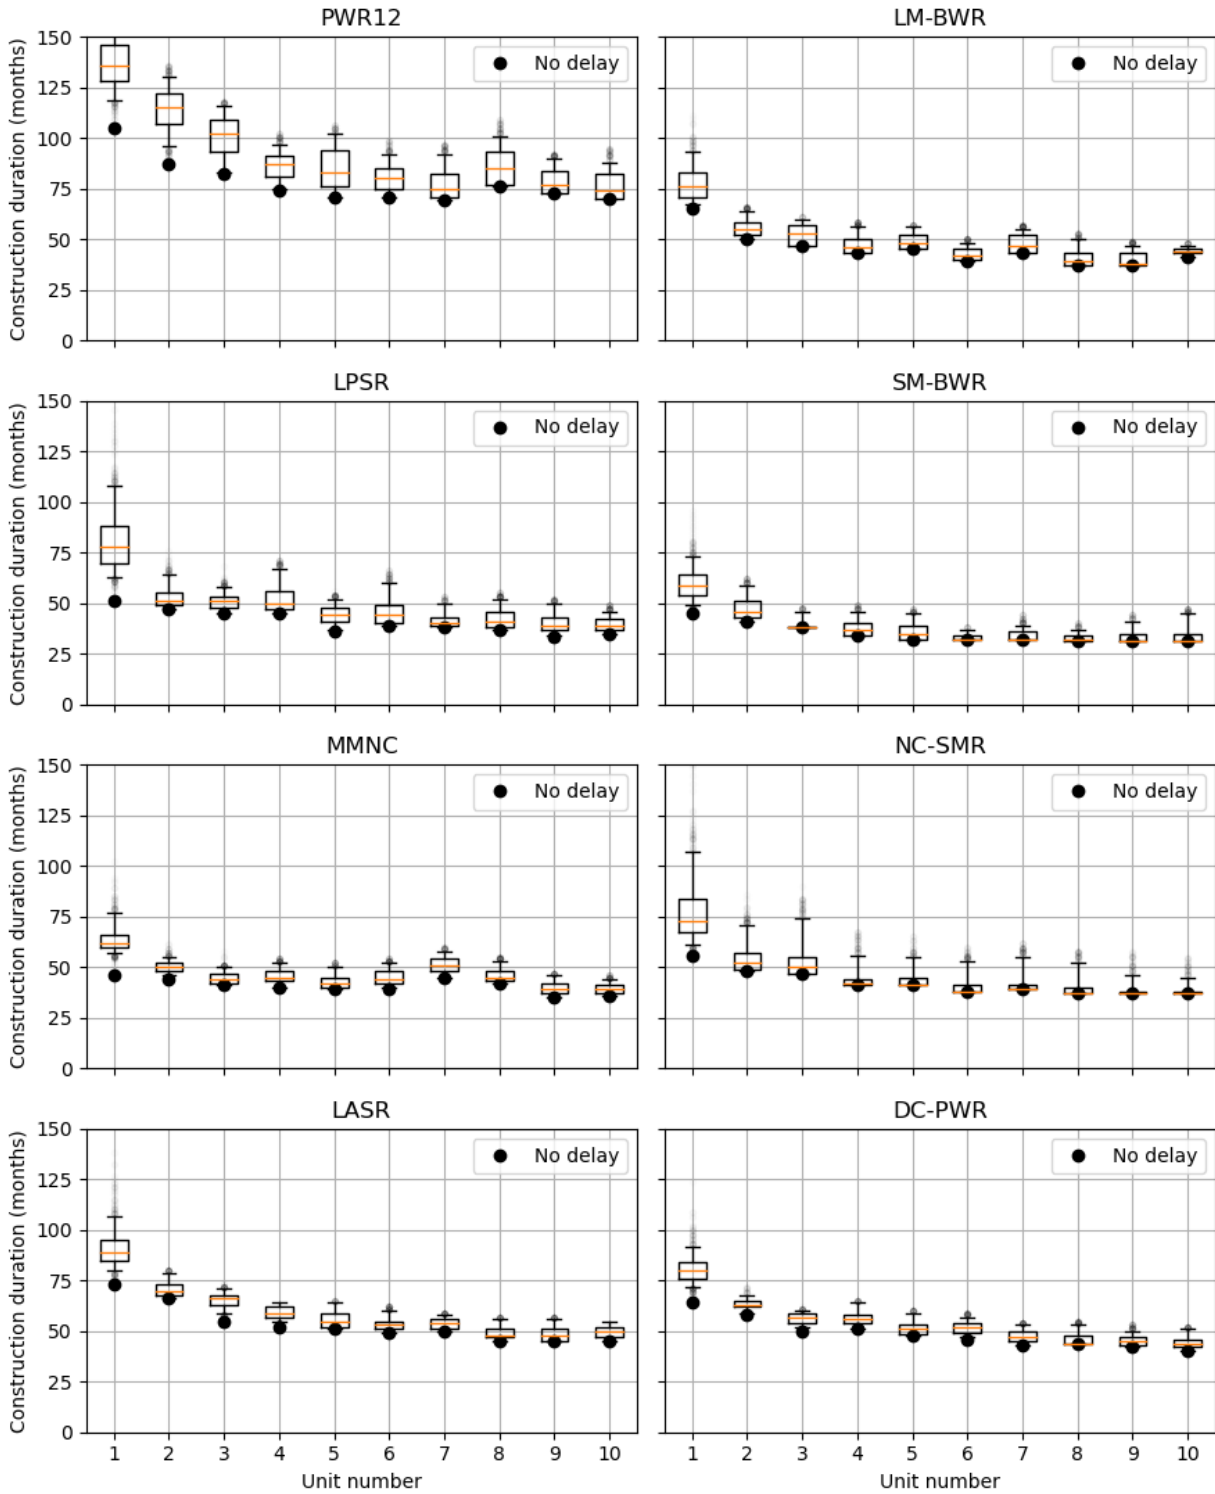 PWR12
LM-BWR
Construction duration (months)
150
125
100
75
50
25
0
No delay
No delay
LPSR
SM-BWR
Construction duration (months)
150
125
100
75
50
25
0
No delay
No delay
MMNC
NC-SMR
Construction duration (months)
150
125
100
75
50
25
0
No delay
No delay
LASR
DC-PWR
Construction duration (months)
150
125
100
75
50
25
0
No delay
No delay
1 2 3 4 5 6 7 8 9 10
1 2 3 4 5 6 7 8 9 10
Unit number
Unit number